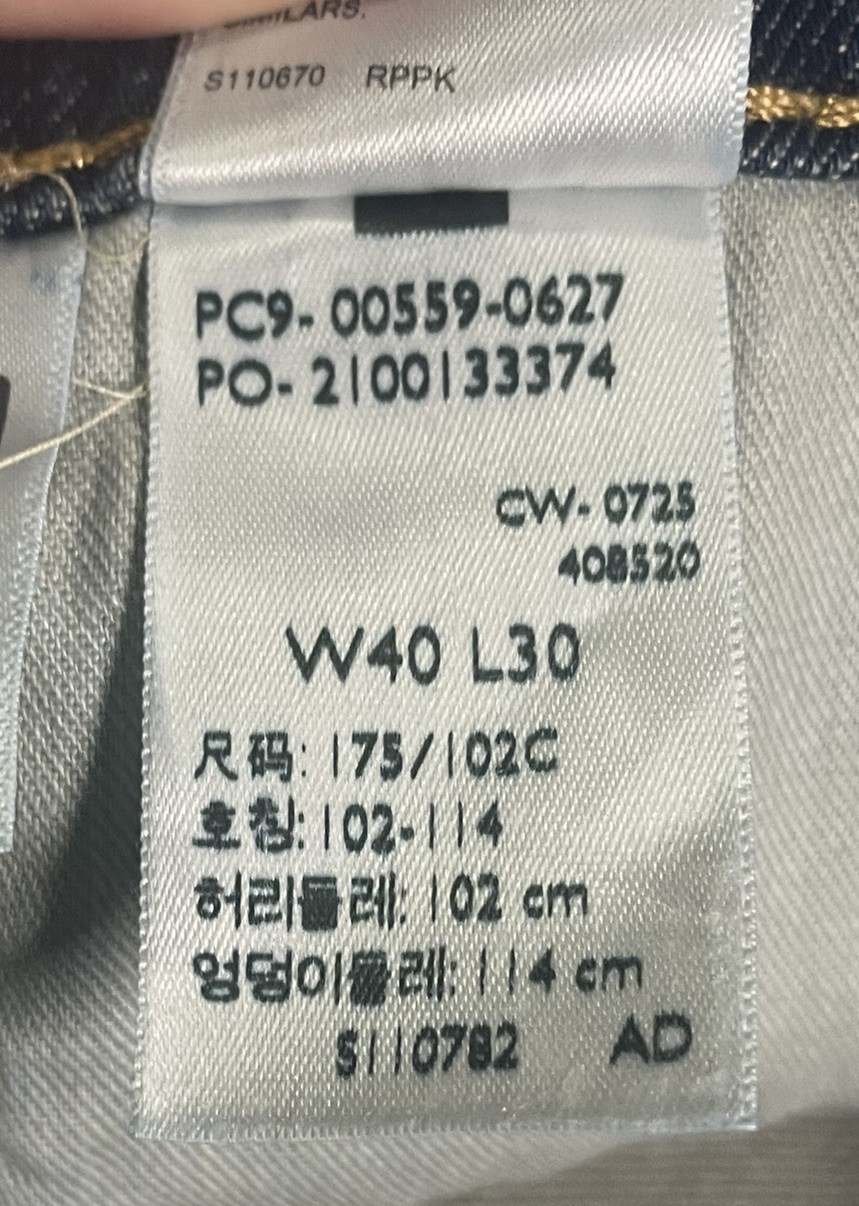 SIMILARS.
S110670 RPPK
PC9- 00559-0627
PO- 2100133374
CW- 0725
408520
W40 L30
尺码: 175/102C
호칭: 102-114
허리둘레: 102 cm
엉덩이둘레: 114 cm
S110782 AD